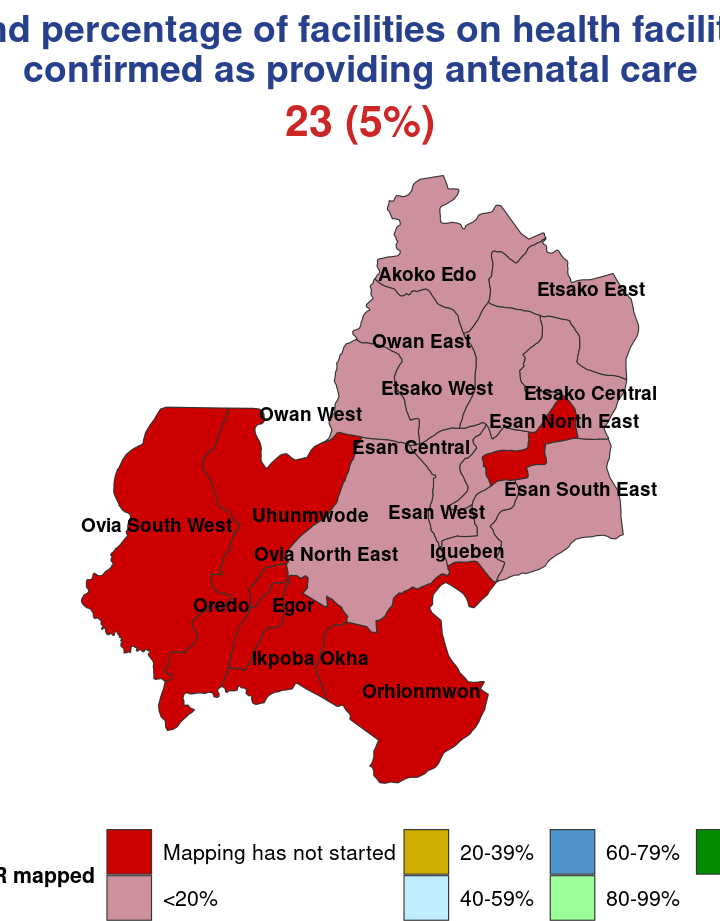 percentage of facilities on health
confirmed as providing antenatal care
23 (5%)
Akoko Edo
Etsako East
Owan East
Etsako West
Etsako Central
Owan West
Esan North East
Esan Central
Esan South East
Esan West
Uhunmwode
Ovia South West
Ovia North East
Igueben
Oredo
Egor
Ikpoba Okha
Orhionmwon
mapped
Mapping has not started
20-39%
60-79%
<20%
40-59%
80-99%